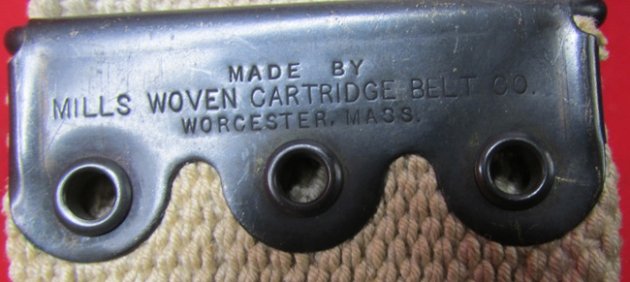 MADE BY
MILLS WOVEN CARTRIDGE BELT CO.
WORCESTER, MASS.